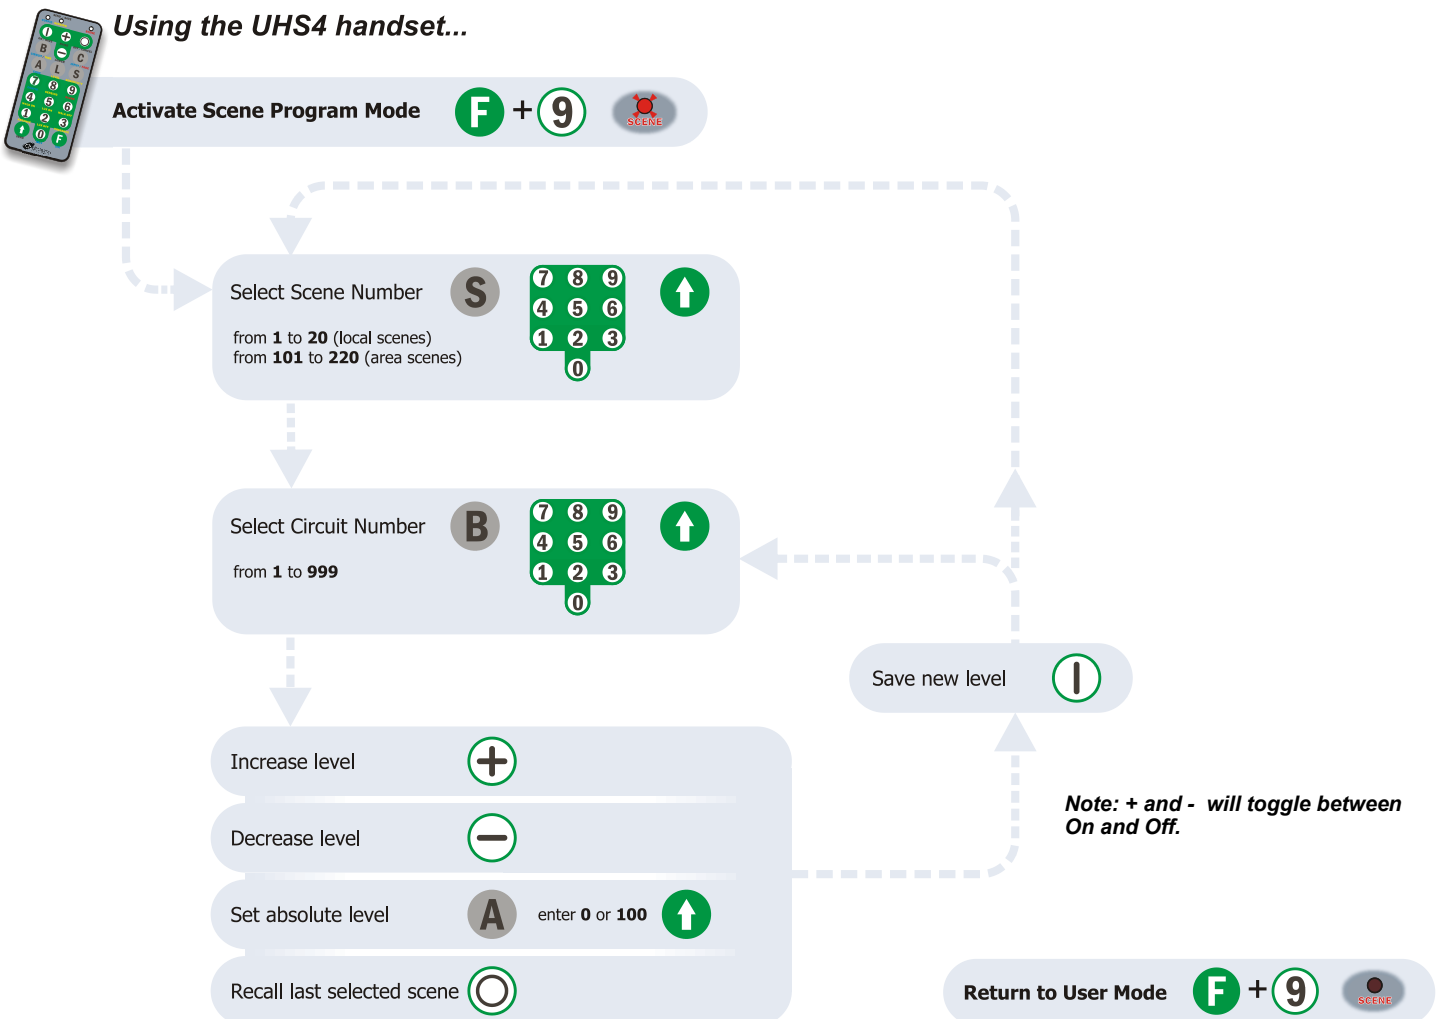 Using the UHS4 handset...
Activate Scene Program Mode F + 9 SCENE
Select Scene Number S
7 8 9
4 5 6
1 2 3
0
from 1 to 20 (local scenes)
from 101 to 220 (area scenes)
Select Circuit Number B
7 8 9
4 5 6
1 2 3
0
from 1 to 999
Save new level
Increase level +
Decrease level −
Set absolute level A enter 0 or 100
Recall last selected scene
Note: + and - will toggle between
On and Off.
Return to User Mode F + 9 SCENE